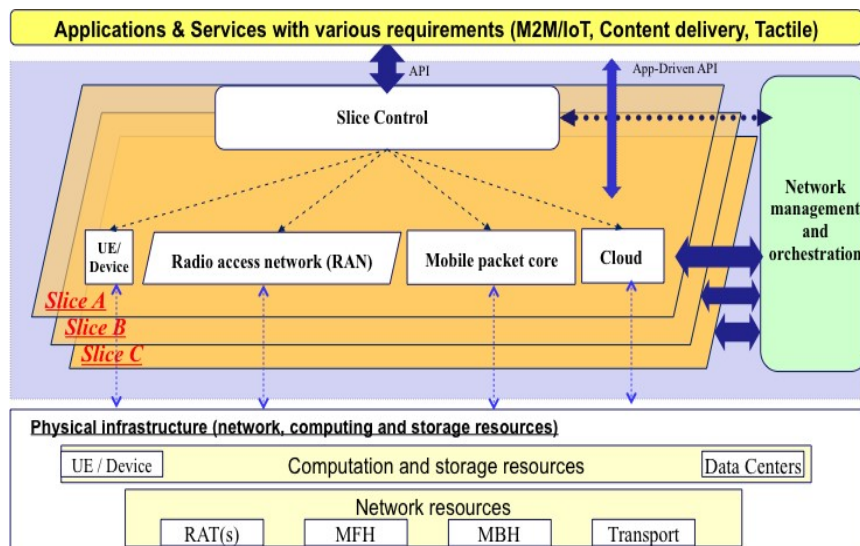 Applications & Services with various requirements (M2M/IoT, Content delivery, Tactile)
API
App-Driven API
Slice Control
Network
management
and
orchestration
UE/
Device
Radio access network (RAN)
Mobile packet core
Cloud
Slice A
Slice B
Slice C
Physical infrastructure (network, computing and storage resources)
UE / Device
Computation and storage resources
Data Centers
Network resources
RAT(s)
MFH
MBH
Transport